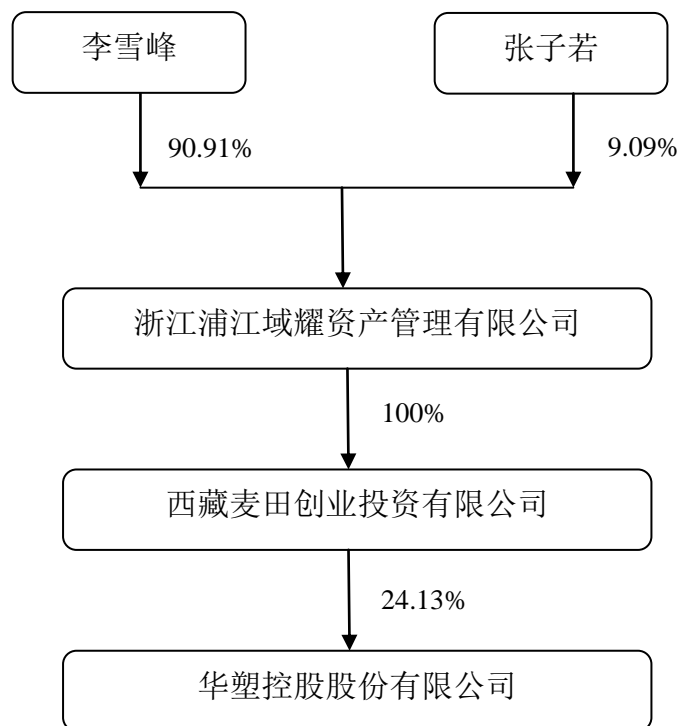 李雪峰
张子若
90.91%
9.09%
浙江浦江域耀资产管理有限公司
100%
西藏麦田创业投资有限公司
24.13%
华塑控股股份有限公司